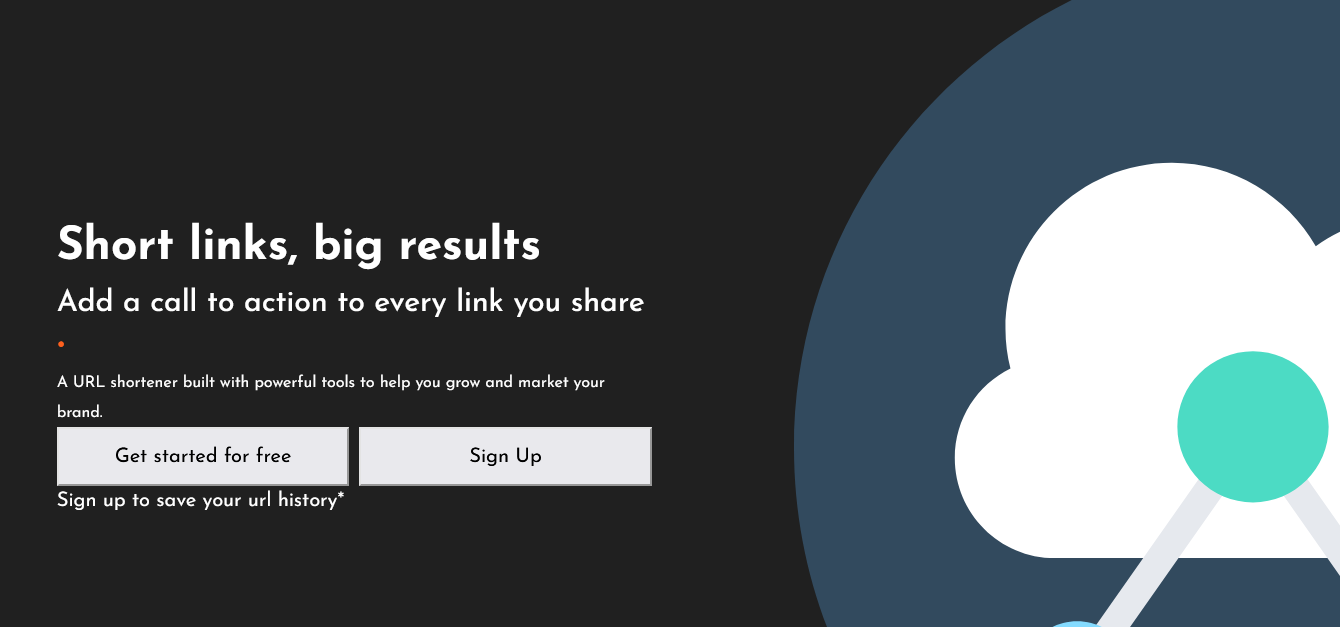 Short links, big results
Add a call to action to every link you share
.
A URL shortener built with powerful tools to help you grow and market your
brand.
Get started for free
Sign Up
Sign up to save your url history*